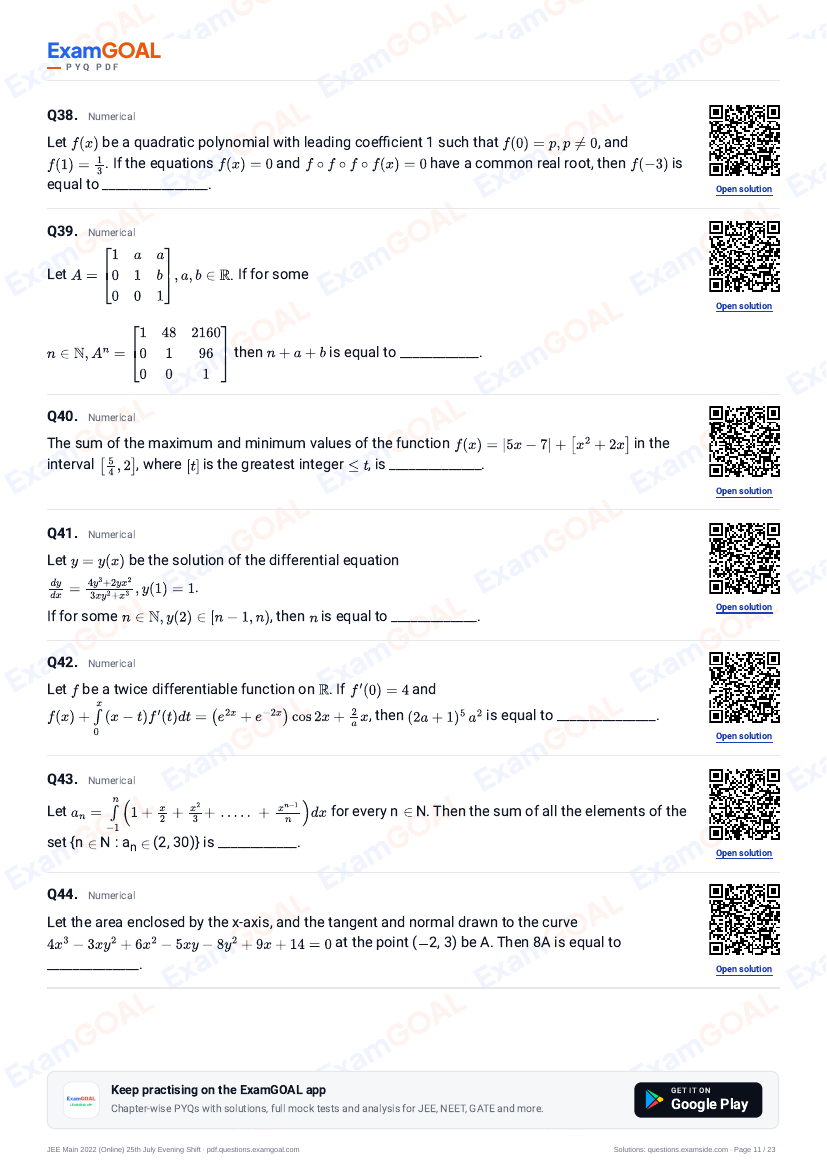 ExamGOAL
PYQ PDF
Q38. Numerical
Let f(x) be a quadratic polynomial with leading coefficient 1 such that f(0) = p, p ≠ 0, and
f(1) = 1/3. If the equations f(x) = 0 and f ∘ f ∘ f ∘ f(x) = 0 have a common real root, then f(−3) is
equal to ________________.
Open solution
Q39. Numerical
Let A = [1 a a; 0 1 b; 0 0 1], a, b ∈ ℝ. If for some
n ∈ ℕ, Aⁿ = [1 48 2160; 0 1 96; 0 0 1] then n + a + b is equal to ____________.
Open solution
Q40. Numerical
The sum of the maximum and minimum values of the function f(x) = |5x − 7| + [x² + 2x] in the
interval [5/4, 2], where [t] is the greatest integer ≤ t, is ______________.
Open solution
Q41. Numerical
Let y = y(x) be the solution of the differential equation
dy/dx = (4y³+2yx²)/(3xy²+x³), y(1) = 1.
If for some n ∈ ℕ, y(2) ∈ [n − 1, n), then n is equal to _____________.
Open solution
Q42. Numerical
Let f be a twice differentiable function on ℝ. If f′(0) = 4 and
f(x) + ∫₀ˣ (x − t)f′(t)dt = (e²ˣ + e⁻²ˣ) cos 2x + 2/a x, then (2a + 1)⁵ a² is equal to _______________.
Open solution
Q43. Numerical
Let aₙ = ∫₋₁ⁿ (1 + x/2 + x²/3 + ..... + xⁿ⁻¹/n)dx for every n ∈ N. Then the sum of all the elements of the
set {n ∈ N : aₙ ∈ (2, 30)} is ____________.
Open solution
Q44. Numerical
Let the area enclosed by the x-axis, and the tangent and normal drawn to the curve
4x³ − 3xy² + 6x² − 5xy − 8y² + 9x + 14 = 0 at the point (−2, 3) be A. Then 8A is equal to
______________.
Open solution
ExamGOAL
Keep practising on the ExamGOAL app
Chapter-wise PYQs with solutions, full mock tests and analysis for JEE, NEET, GATE and more.
GET IT ON
Google Play
JEE Main 2022 (Online) 25th July Evening Shift · pdf.questions.examgoal.com
Solutions: questions.examside.com · Page 11 / 23